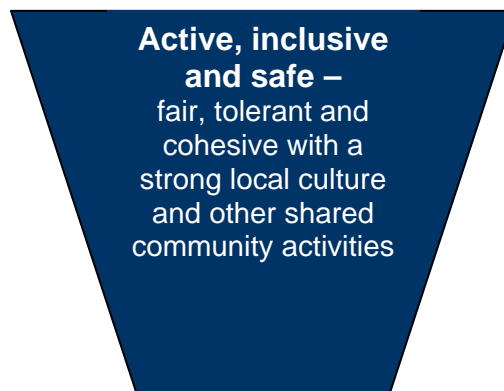 Active, inclusive
and safe –
fair, tolerant and
cohesive with a
strong local culture
and other shared
community activities